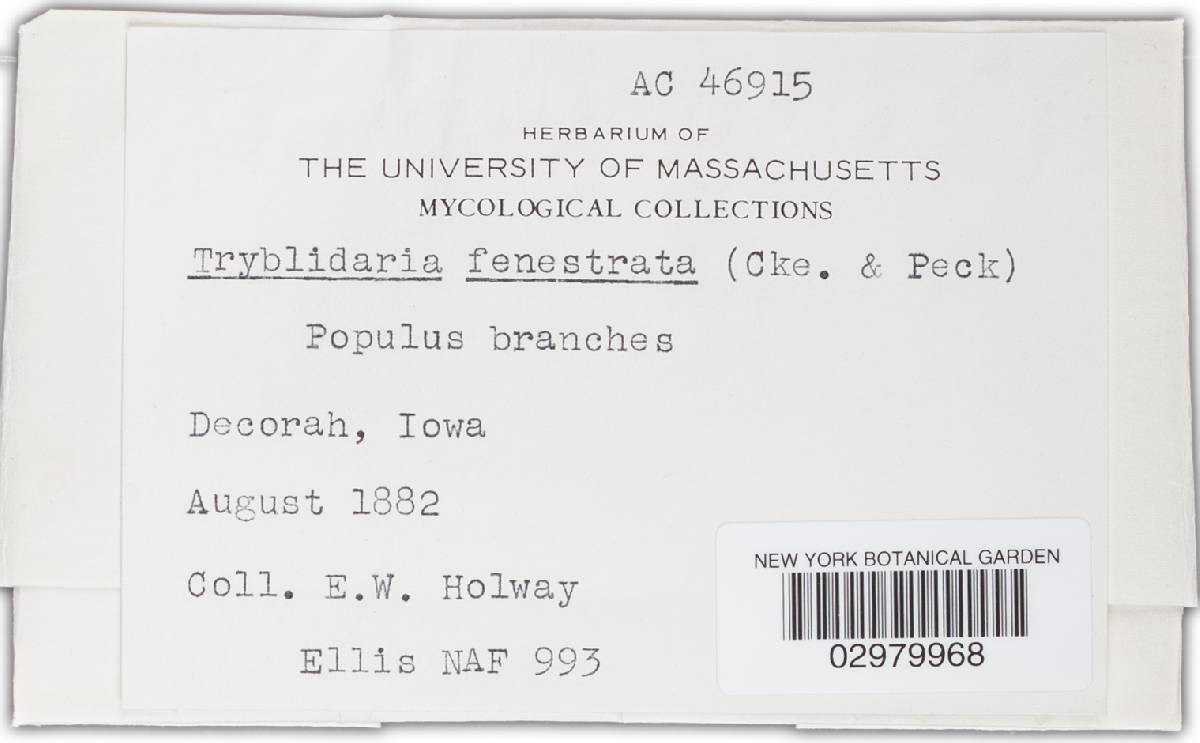 AC 46915
HERBARIUM OF
THE UNIVERSITY OF MASSACHUSETTS
MYCOLOGICAL COLLECTIONS
Tryblidaria fenestrata (Cke. & Peck)
Populus branches
Decorah, Iowa
August 1882
Coll. E.W. Holway
Ellis NAF 993
NEW YORK BOTANICAL GARDEN
02979968